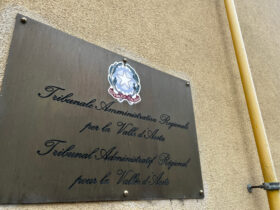 Tribunale Amministrativo Regionale
per la Valle d'Aosta
Tribunal Administratif Régional
pour la Vallée d'Aoste